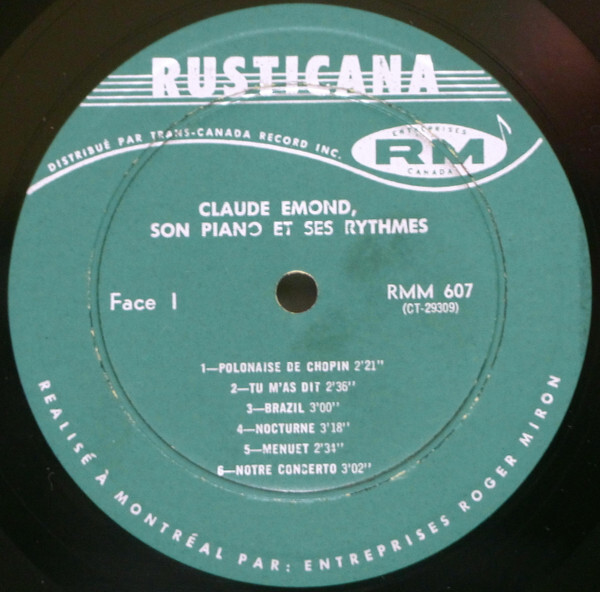 RUSTICANA
DISTRIBUÉ PAR TRANS-CANADA RECORD INC.
ENTREPRISES
RM
CANADA
CLAUDE EMOND,
SON PIANO ET SES RYTHMES
Face 1
RMM 607
(CT-29309)
1—POLONAISE DE CHOPIN 2'21"
2—TU M'AS DIT 2'36"
3—BRAZIL 3'00"
4—NOCTURNE 3'18"
5—MENUET 2'34"
6—NOTRE CONCERTO 3'02"
REALISÉ À MONTRÉAL PAR: ENTREPRISES ROGER MIRON